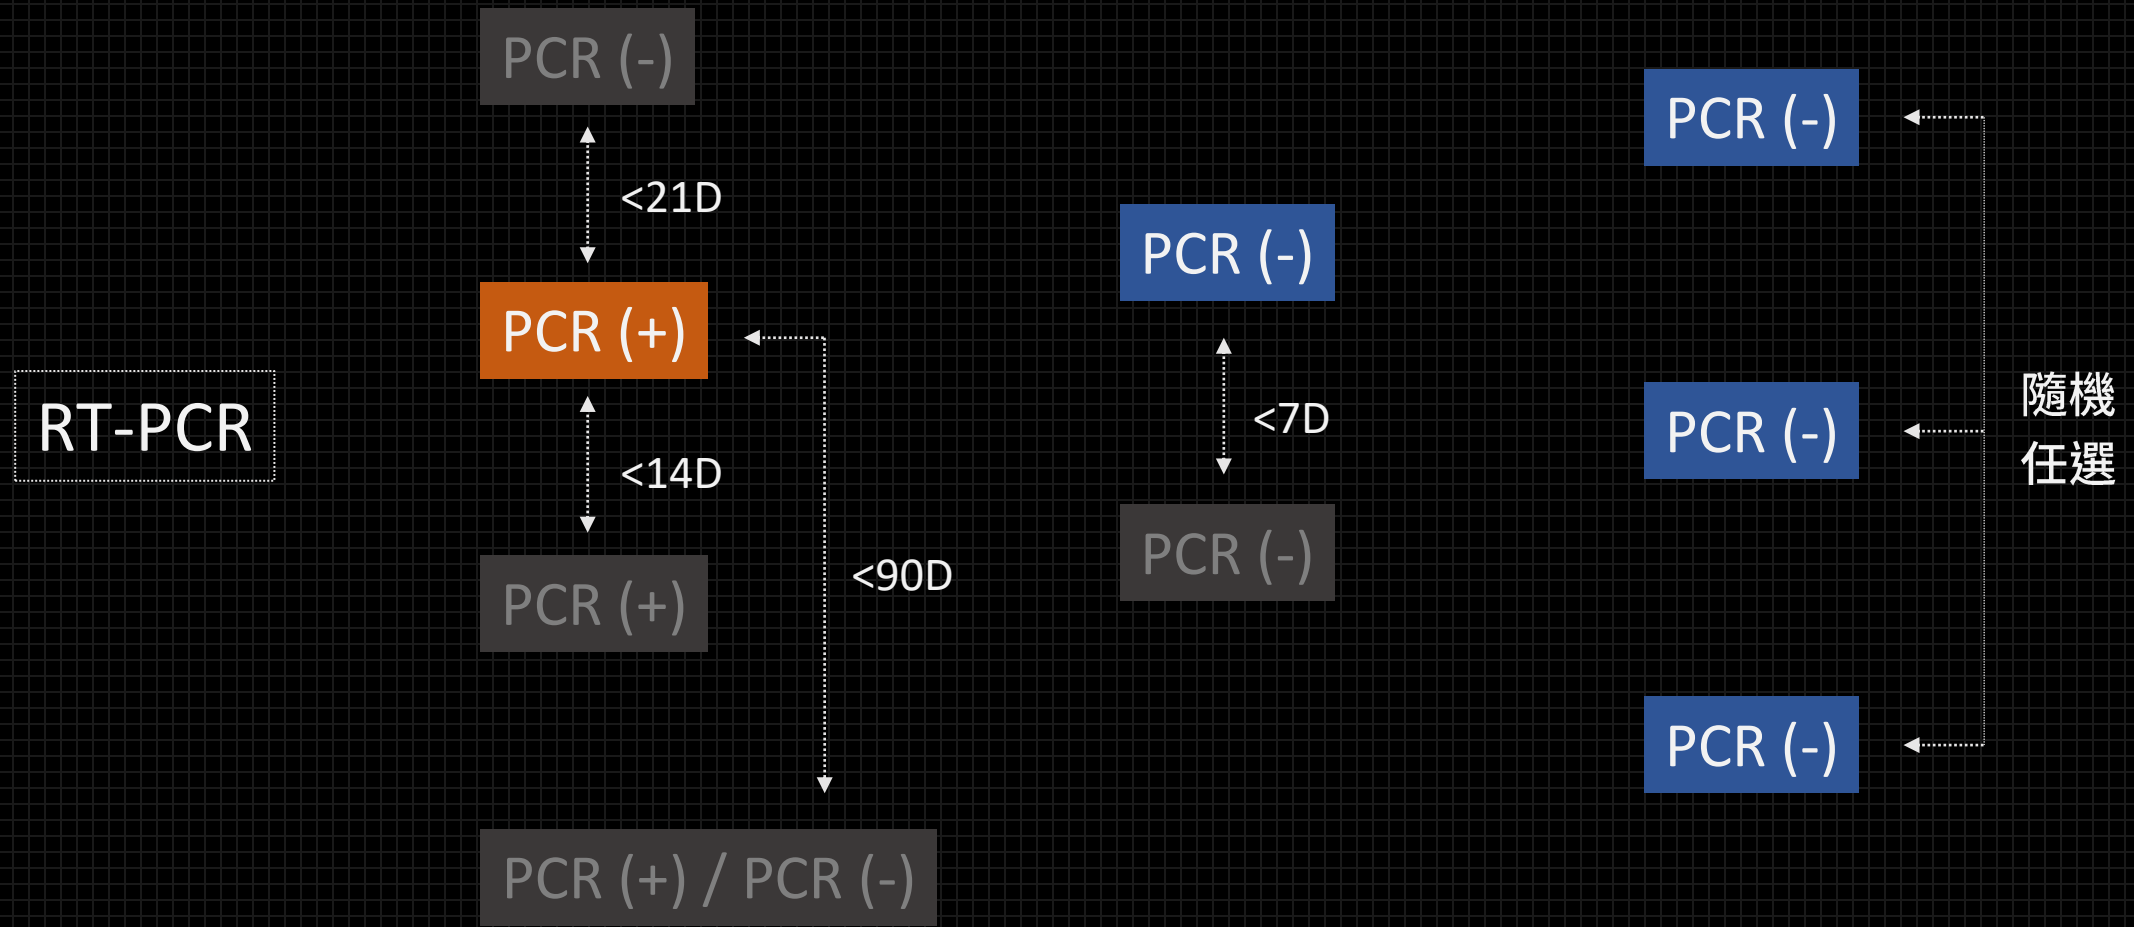 RT-PCR
PCR (-)
<21D
PCR (+)
<14D
PCR (+)
<90D
PCR (+) / PCR (-)
PCR (-)
<7D
PCR (-)
PCR (-)
PCR (-)
PCR (-)
隨機
任選